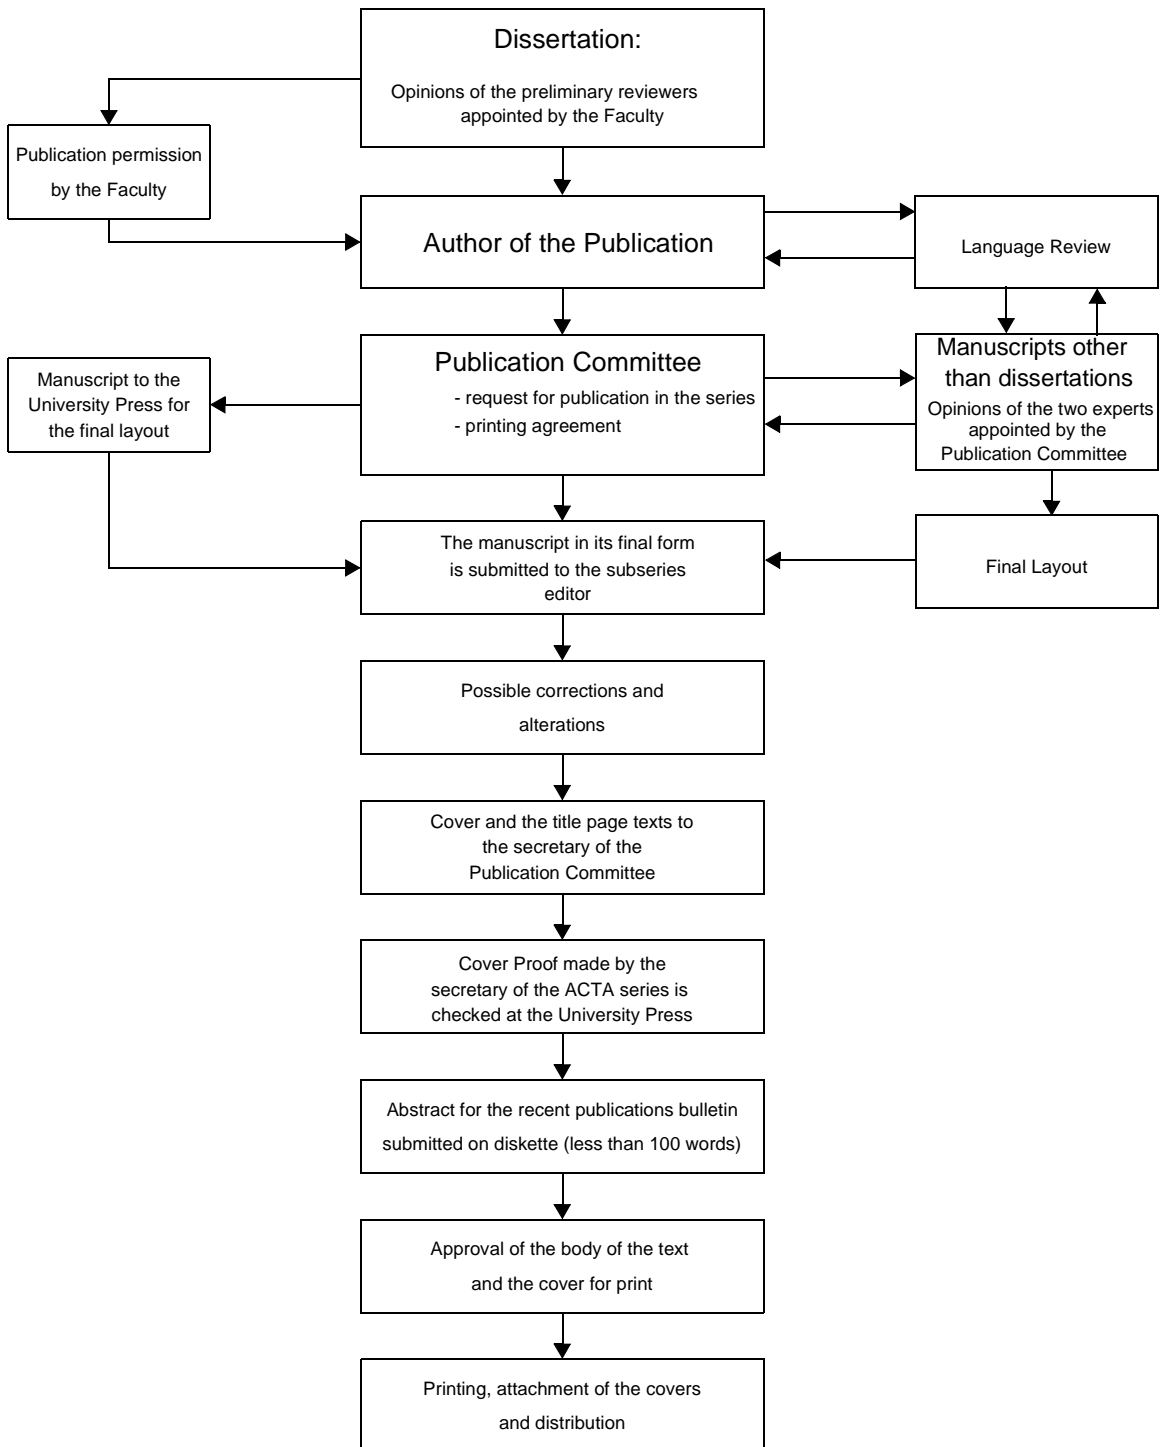 Dissertation:
Opinions of the preliminary reviewers
appointed by the Faculty
Publication permission
by the Faculty
Author of the Publication
Language Review
Publication Committee
- request for publication in the series
- printing agreement
Manuscript to the
University Press for
the final layout
Manuscripts other
than dissertations
Opinions of the two experts
appointed by the
Publication Committee
The manuscript in its final form
is submitted to the subseries
editor
Final Layout
Possible corrections and
alterations
Cover and the title page texts to
the secretary of the
Publication Committee
Cover Proof made by the
secretary of the ACTA series is
checked at the University Press
Abstract for the recent publications bulletin
submitted on diskette (less than 100 words)
Approval of the body of the text
and the cover for print
Printing, attachment of the covers
and distribution